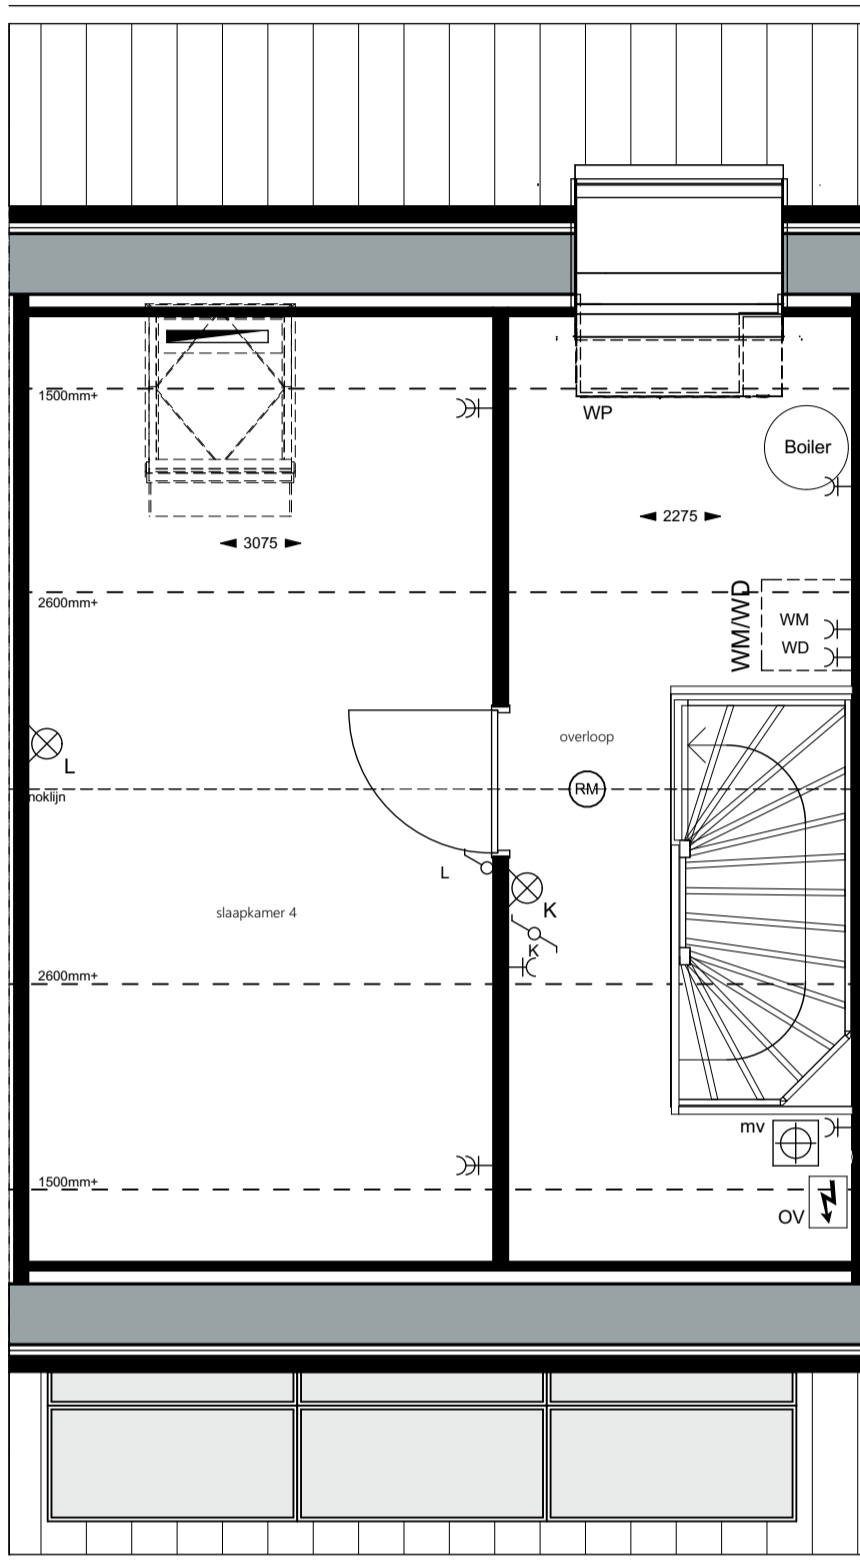 1500mm+
WP
Boiler
2275
3075
WM/WD
2600mm+
WM
WD
overloop
L
RM
noklijn
L
K
slaapkamer 4
K
2600mm+
mv
1500mm+
OV